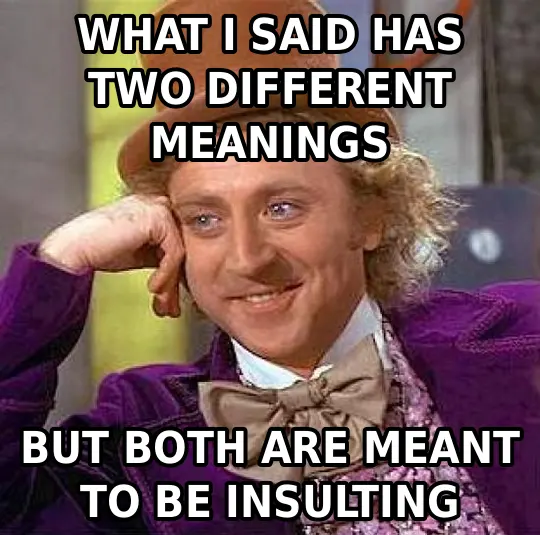 WHAT I SAID HAS
TWO DIFFERENT
MEANINGS
BUT BOTH ARE MEANT
TO BE INSULTING